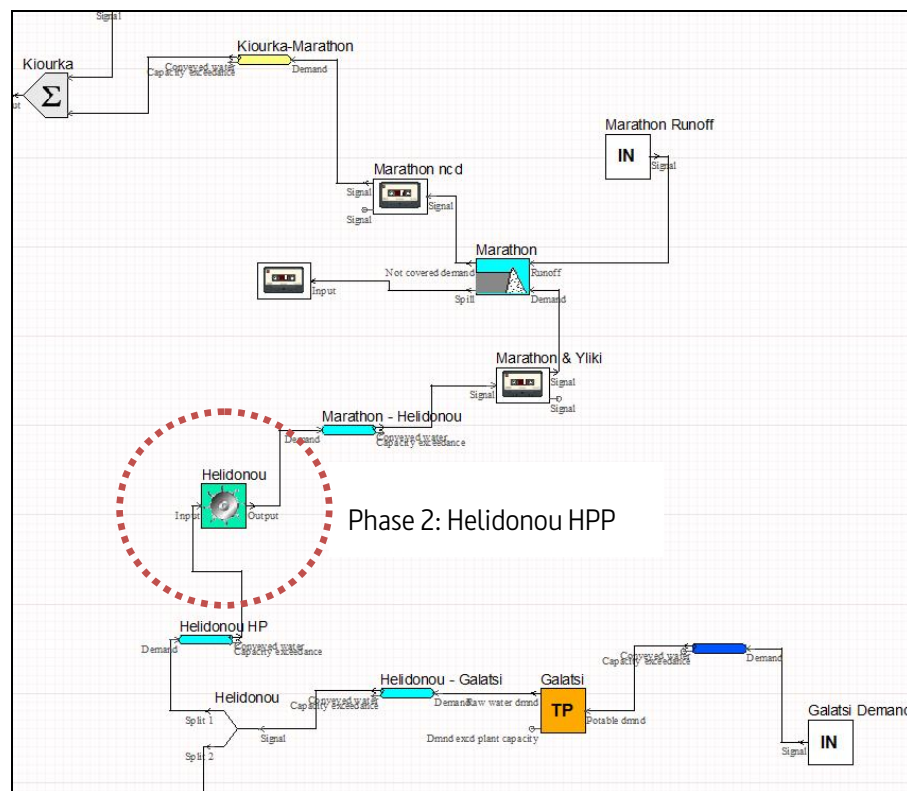 Signal
Kiourka-Marathon
Conveyed water
Capacity exceedance
Demand
Kiourka
Σ
ut
Marathon Runoff
IN
Signal
Marathon ncd
Signal
Signal
Signal
Marathon
Not covered demand
Runoff
Spill
Demand
Input
Marathon & Yliki
Signal
Signal
Signal
Marathon - Helidonou
Demand
Conveyed water
Capacity exceedance
Helidonou
Input
Output
Phase 2: Helidonou HPP
Helidonou HP
Demand
Conveyed water
Capacity exceedance
Conveyed water
Capacity exceedance
Demand
Helidonou
Split 1
Signal
Split 2
Helidonou - Galatsi
Conveyed water
Capacity exceedance
Demand
Raw water dmnd
Galatsi
TP
Potable dmnd
Dmnd excd plant capacity
Galatsi Demand
IN
Signal